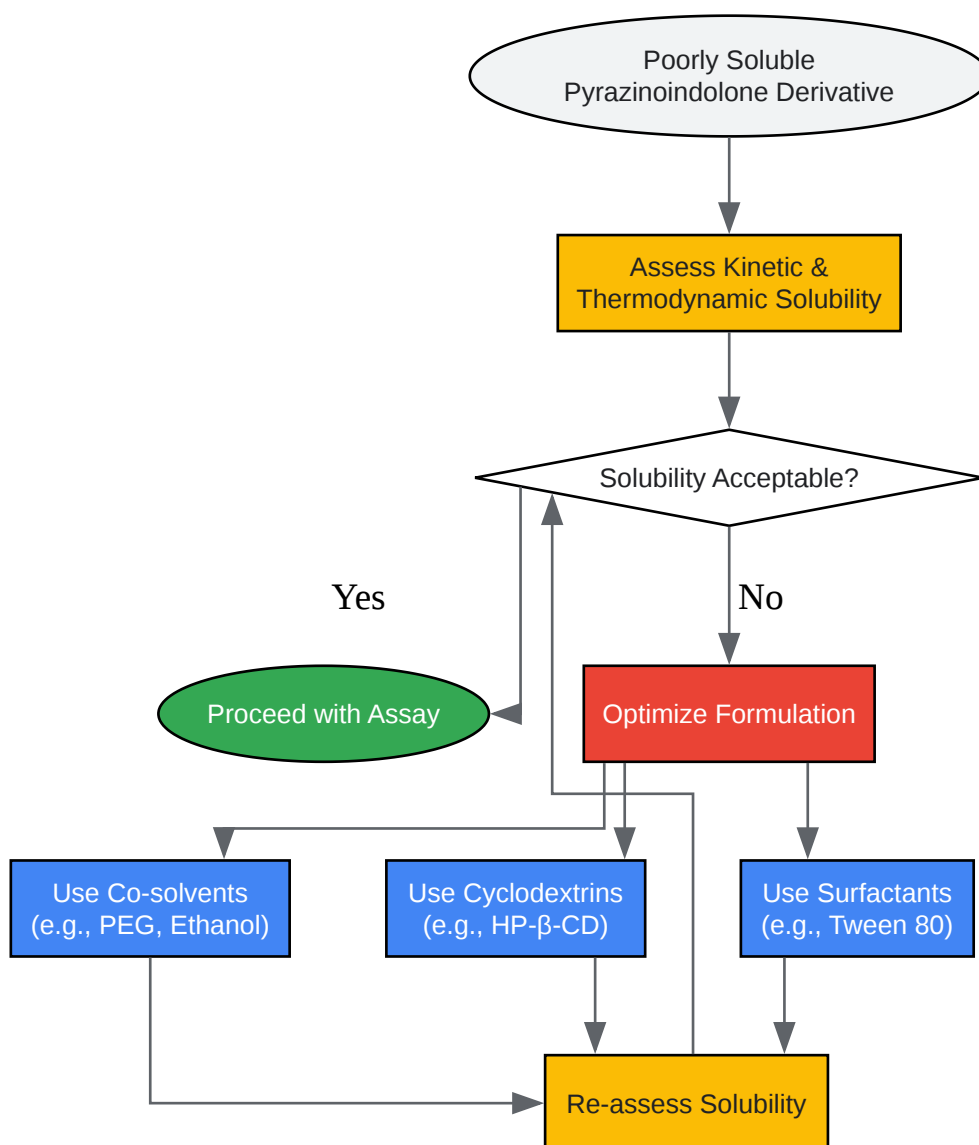 Poorly Soluble
Pyrazinoindolone Derivative
Assess Kinetic &
Thermodynamic Solubility
Solubility Acceptable?
Yes
No
Proceed with Assay
Optimize Formulation
Use Co-solvents
(e.g., PEG, Ethanol)
Use Cyclodextrins
(e.g., HP-β-CD)
Use Surfactants
(e.g., Tween 80)
Re-assess Solubility